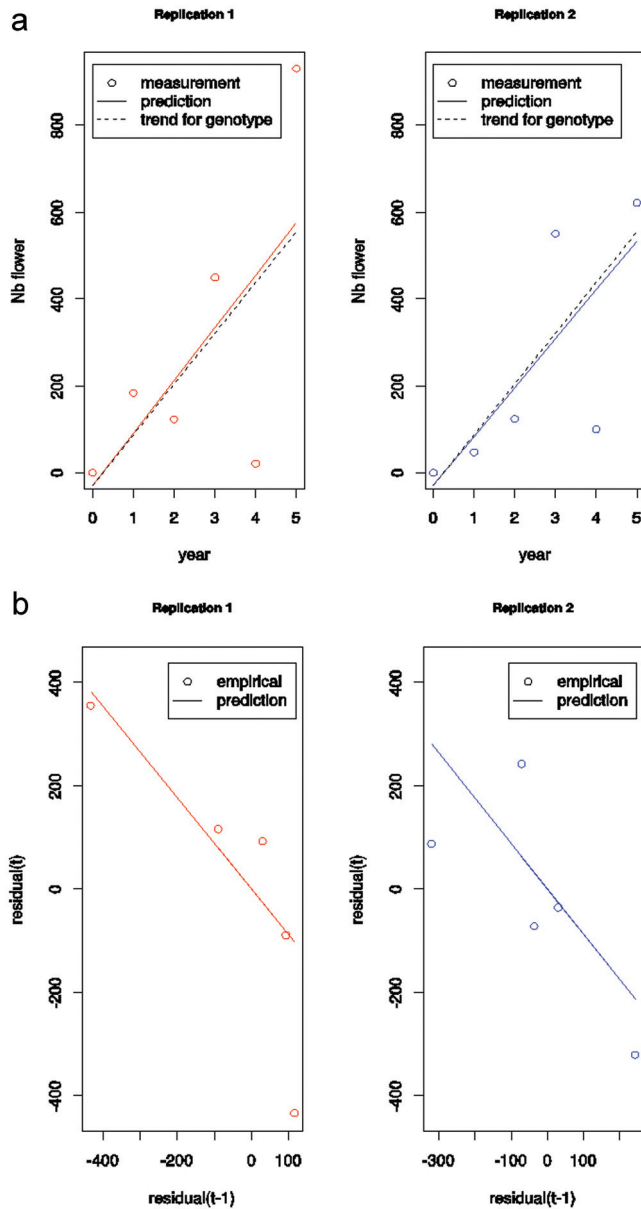 a
Replication 1
Replication 2
measurement
prediction
trend for genotype
measurement
prediction
trend for genotype
Nb flower
0 200 400 600 800
0 1 2 3 4 5
year
Nb flower
0 200 400 600 800
0 1 2 3 4 5
year
b
Replication 1
Replication 2
empirical
prediction
empirical
prediction
residual(t)
-400 -200 0 200 400
-400 -200 0 100
residual(t-1)
residual(t)
-400 -200 0 200 400
-300 -100 0 100
residual(t-1)